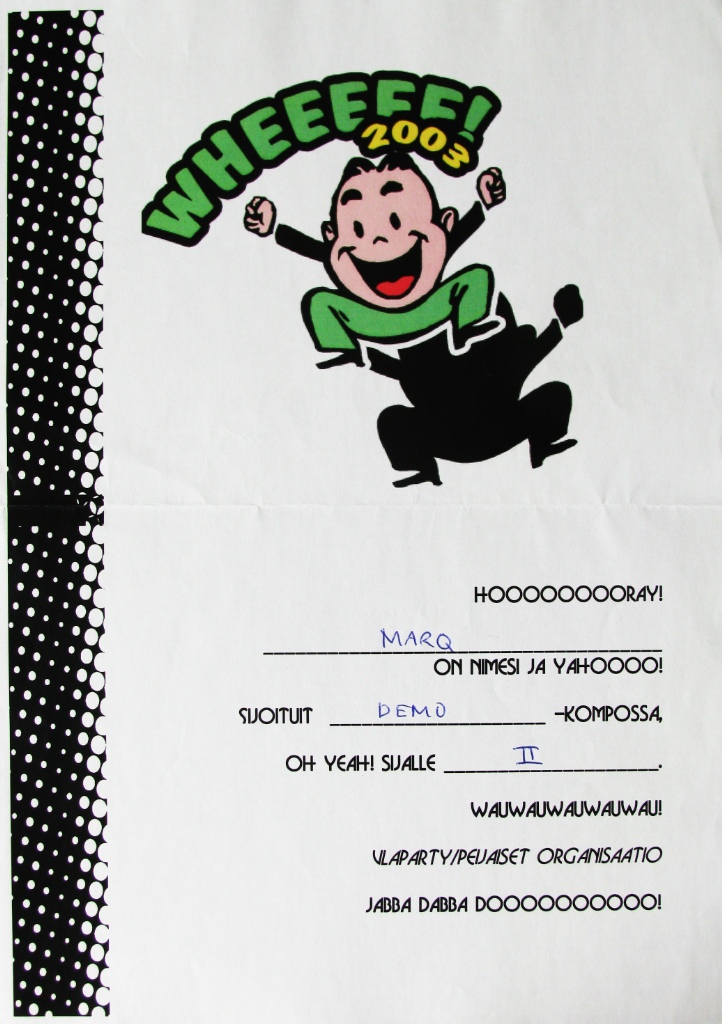 WHEEEEE!
2003
HOOOOOOOOORAY!
MARQ
ON NIMESI JA YAHOOOO!
SIJOITUIT DEMO -KOMPOSSA,
OH YEAH! SIJALLE II.
WAUWAUWAUWAUWAU!
VLAPARTY/PEIJAISET ORGANISAATIO
JABBA DABBA DOOOOOOOOOOO!